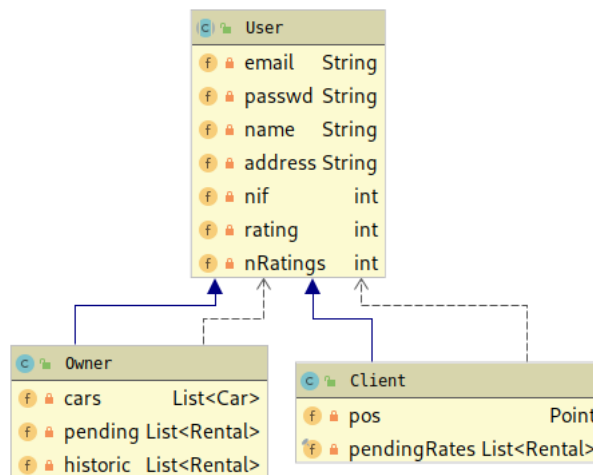 User
email String
passwd String
name String
address String
nif int
rating int
nRatings int
Owner
cars List<Car>
pending List<Rental>
historic List<Rental>
Client
pos Point
pendingRates List<Rental>